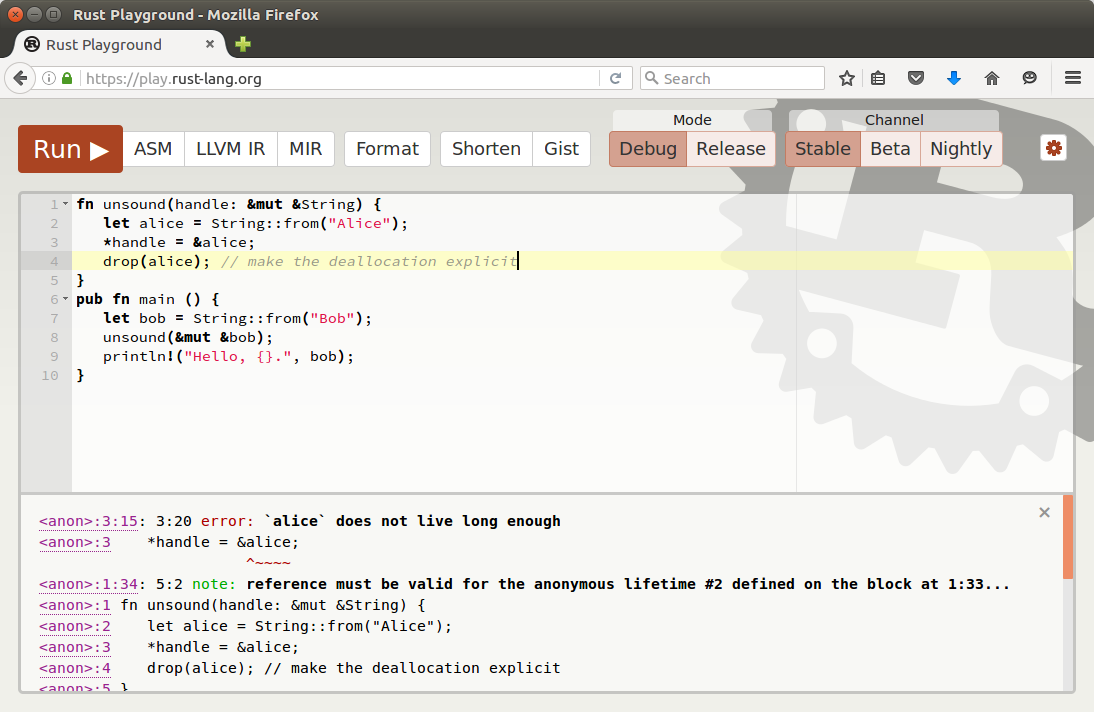 Rust Playground - Mozilla Firefox
Rust Playground
https://play.rust-lang.org
Search
Mode
Channel
Run ▶
ASM
LLVM IR
MIR
Format
Shorten
Gist
Debug
Release
Stable
Beta
Nightly
1 fn unsound(handle: &mut &String) {
2    let alice = String::from("Alice");
3    *handle = &alice;
4    drop(alice); // make the deallocation explicit
5 }
6 pub fn main () {
7    let bob = String::from("Bob");
8    unsound(&mut &bob);
9    println!("Hello, {}.", bob);
10 }
<anon>:3:15: 3:20 error: `alice` does not live long enough
<anon>:3    *handle = &alice;
^~~~~
<anon>:1:34: 5:2 note: reference must be valid for the anonymous lifetime #2 defined on the block at 1:33...
<anon>:1 fn unsound(handle: &mut &String) {
<anon>:2    let alice = String::from("Alice");
<anon>:3    *handle = &alice;
<anon>:4    drop(alice); // make the deallocation explicit
<anon>:5 }